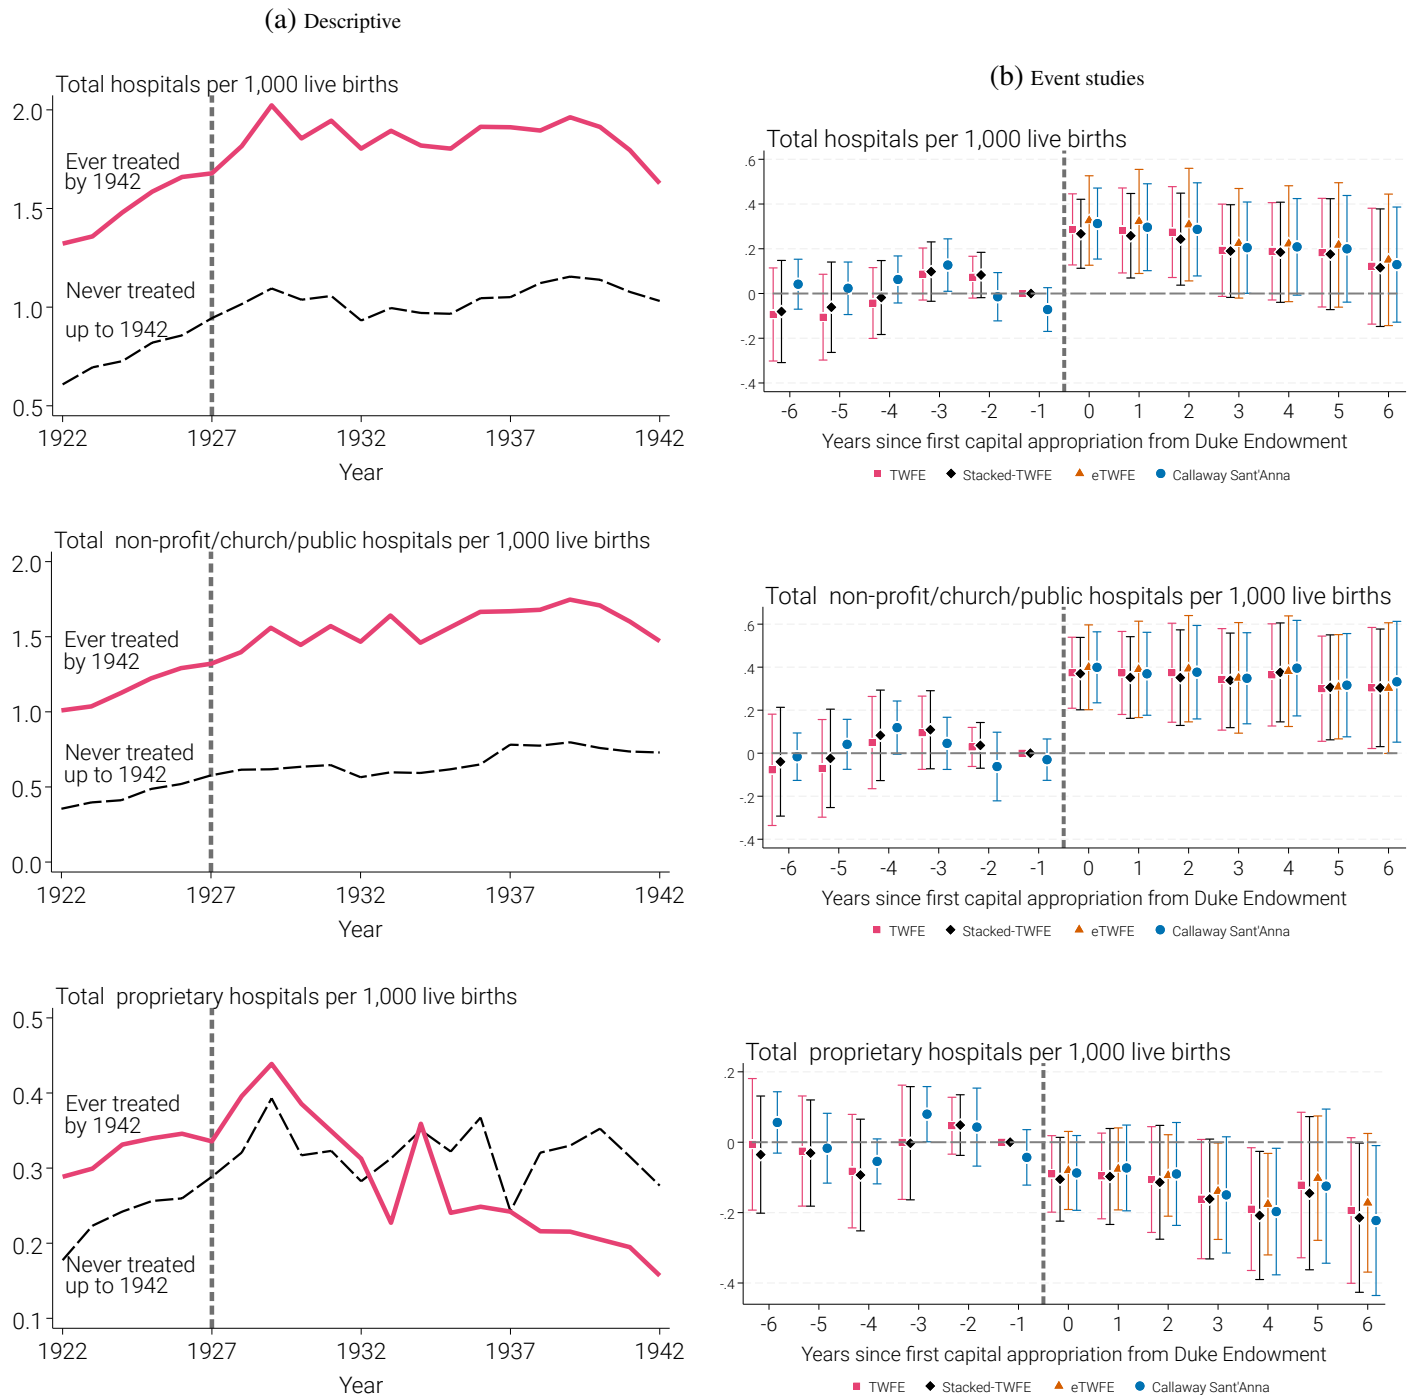 (a) Descriptive
Total hospitals per 1,000 live births
2.0
1.5
1.0
0.5
Ever treated
by 1942
Never treated
up to 1942
1922 1927 1932 1937 1942
Year
(b) Event studies
Total hospitals per 1,000 live births
.6
.4
.2
0
-.2
-.4
-6 -5 -4 -3 -2 -1 0 1 2 3 4 5 6
Years since first capital appropriation from Duke Endowment
TWFE Stacked-TWFE eTWFE Callaway Sant'Anna
Total non-profit/church/public hospitals per 1,000 live births
2.0
1.5
1.0
0.5
0.0
Ever treated
by 1942
Never treated
up to 1942
1922 1927 1932 1937 1942
Year
Total non-profit/church/public hospitals per 1,000 live births
.6
.4
.2
0
-.2
-.4
-6 -5 -4 -3 -2 -1 0 1 2 3 4 5 6
Years since first capital appropriation from Duke Endowment
TWFE Stacked-TWFE eTWFE Callaway Sant'Anna
Total proprietary hospitals per 1,000 live births
0.5
0.4
0.3
0.2
0.1
Ever treated
by 1942
Never treated
up to 1942
1922 1927 1932 1937 1942
Year
Total proprietary hospitals per 1,000 live births
.2
0
-.2
-.4
-6 -5 -4 -3 -2 -1 0 1 2 3 4 5 6
Years since first capital appropriation from Duke Endowment
TWFE Stacked-TWFE eTWFE Callaway Sant'Anna